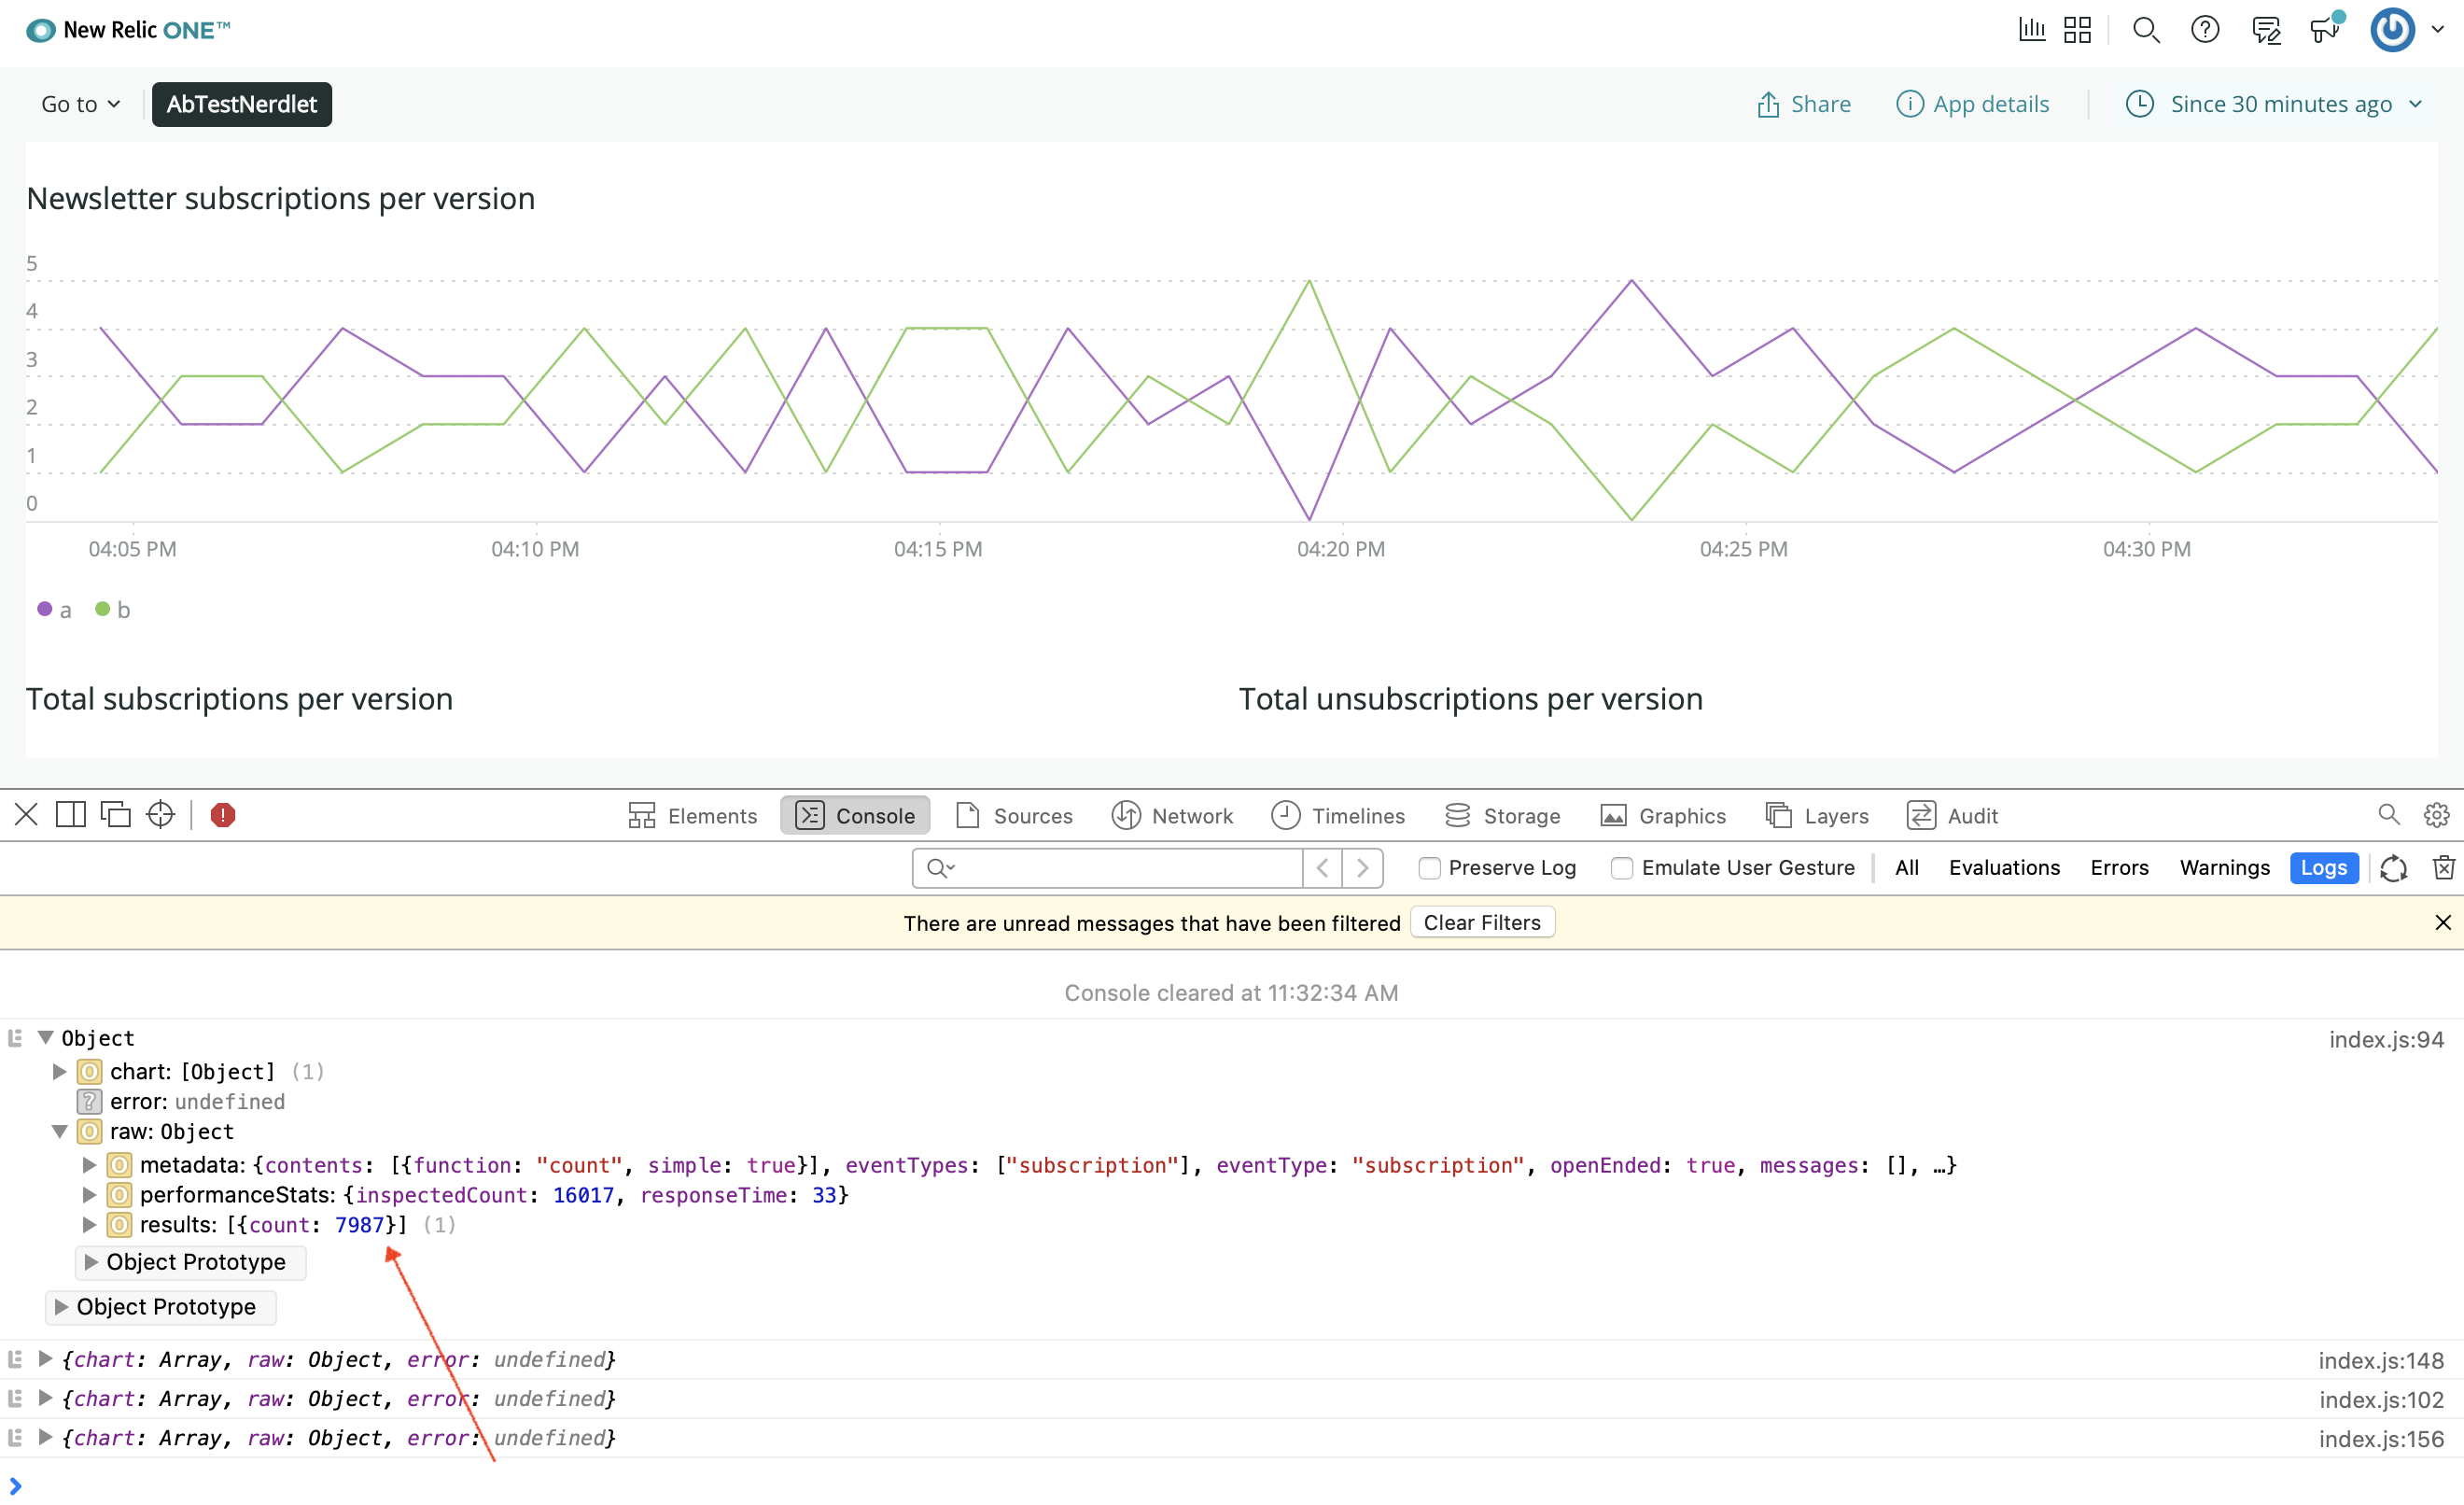 New Relic ONE™
Go to AbTestNerdlet Share App details Since 30 minutes ago
Newsletter subscriptions per version
5
4
3
2
1
0
04:05 PM 04:10 PM 04:15 PM 04:20 PM 04:25 PM 04:30 PM
a b
Total subscriptions per version Total unsubscriptions per version
Elements Console Sources Network Timelines Storage Graphics Layers Audit
Preserve Log Emulate User Gesture All Evaluations Errors Warnings Logs
There are unread messages that have been filtered Clear Filters
Console cleared at 11:32:34 AM
Object index.js:94
chart: [Object] (1)
error: undefined
raw: Object
metadata: {contents: [{function: "count", simple: true}], eventTypes: ["subscription"], eventType: "subscription", openEnded: true, messages: [], …}
performanceStats: {inspectedCount: 16017, responseTime: 33}
results: [{count: 7987}] (1)
Object Prototype
Object Prototype
{chart: Array, raw: Object, error: undefined} index.js:148
{chart: Array, raw: Object, error: undefined} index.js:102
{chart: Array, raw: Object, error: undefined} index.js:156